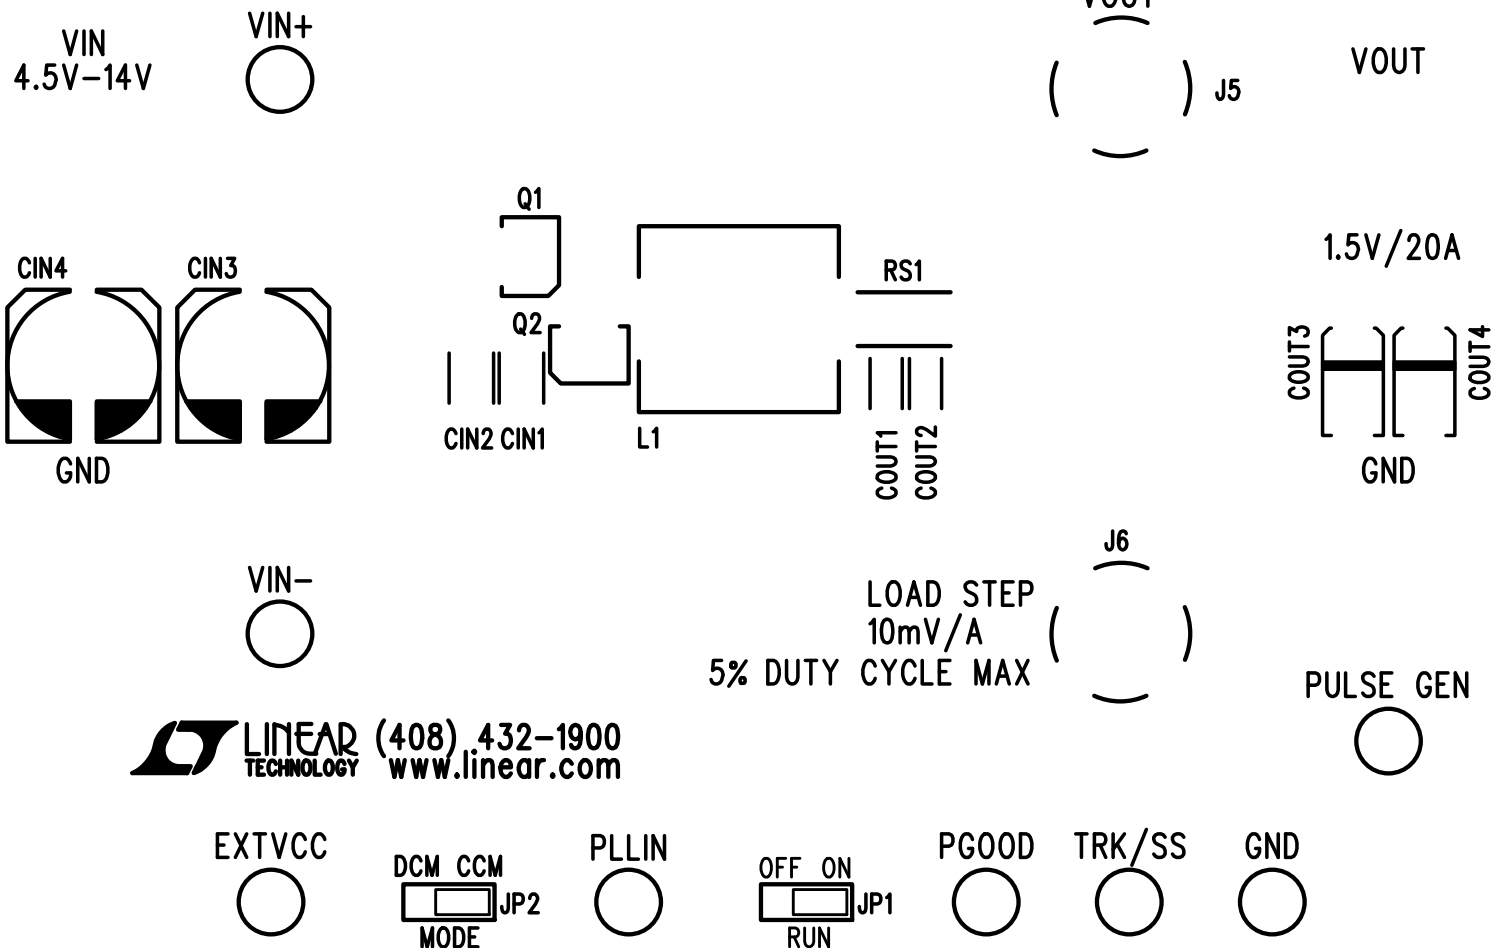 VOUT
VIN+
VIN
4.5V-14V
J5
VOUT
Q1
1.5V/20A
CIN4
CIN3
RS1
Q2
COUT3
COUT4
CIN2 CIN1
L1
COUT1
COUT2
GND
GND
J6
VIN-
LOAD STEP
10mV/A
5% DUTY CYCLE MAX
PULSE GEN
LINEAR
TECHNOLOGY
(408) 432-1900
www.linear.com
EXTVCC
DCM CCM
JP2
MODE
PLLIN
OFF ON
JP1
RUN
PGOOD
TRK/SS
GND